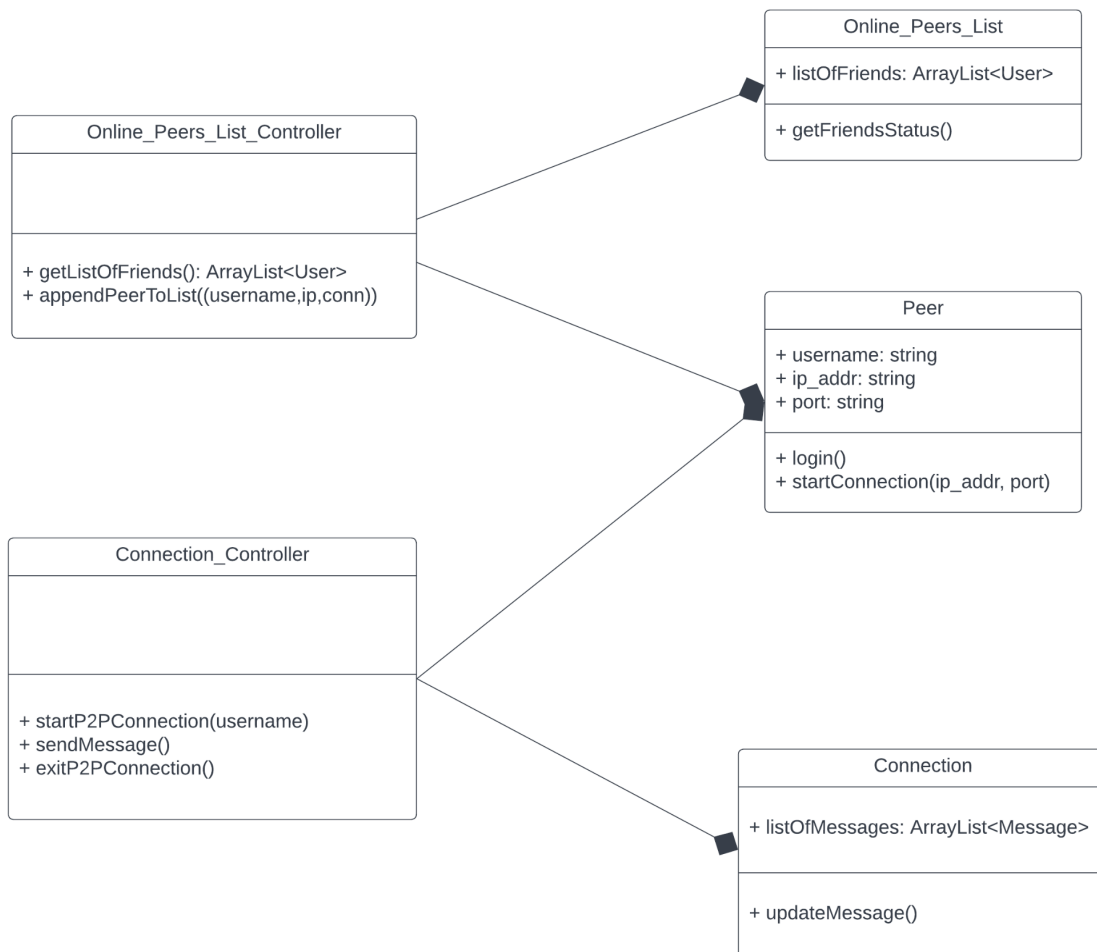 Online_Peers_List
+ listOfFriends: ArrayList<User>
+ getFriendsStatus()
Online_Peers_List_Controller
+ getListOfFriends(): ArrayList<User>
+ appendPeerToList((username,ip,conn))
Peer
+ username: string
+ ip_addr: string
+ port: string
+ login()
+ startConnection(ip_addr, port)
Connection_Controller
+ startP2PConnection(username)
+ sendMessage()
+ exitP2PConnection()
Connection
+ listOfMessages: ArrayList<Message>
+ updateMessage()